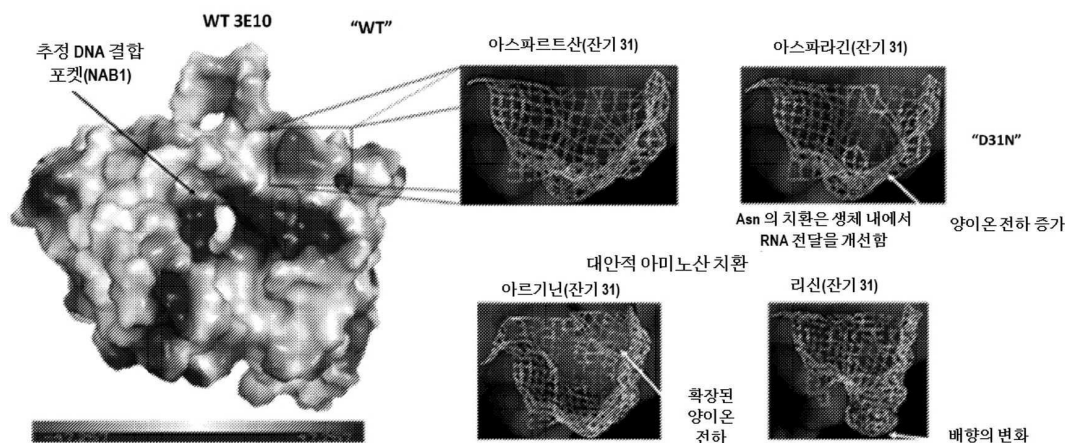 WT 3E10
“WT”
추정 DNA 결합
포켓(NAB1)
아스파르트산(잔기 31)
아스파라긴(잔기 31)
“D31N”
Asn 의 치환은 생체 내에서
RNA 전달을 개선함
양이온 전하 증가
대안적 아미노산 치환
아르기닌(잔기 31)
리신(잔기 31)
확장된
양이온
전하
배향의 변화